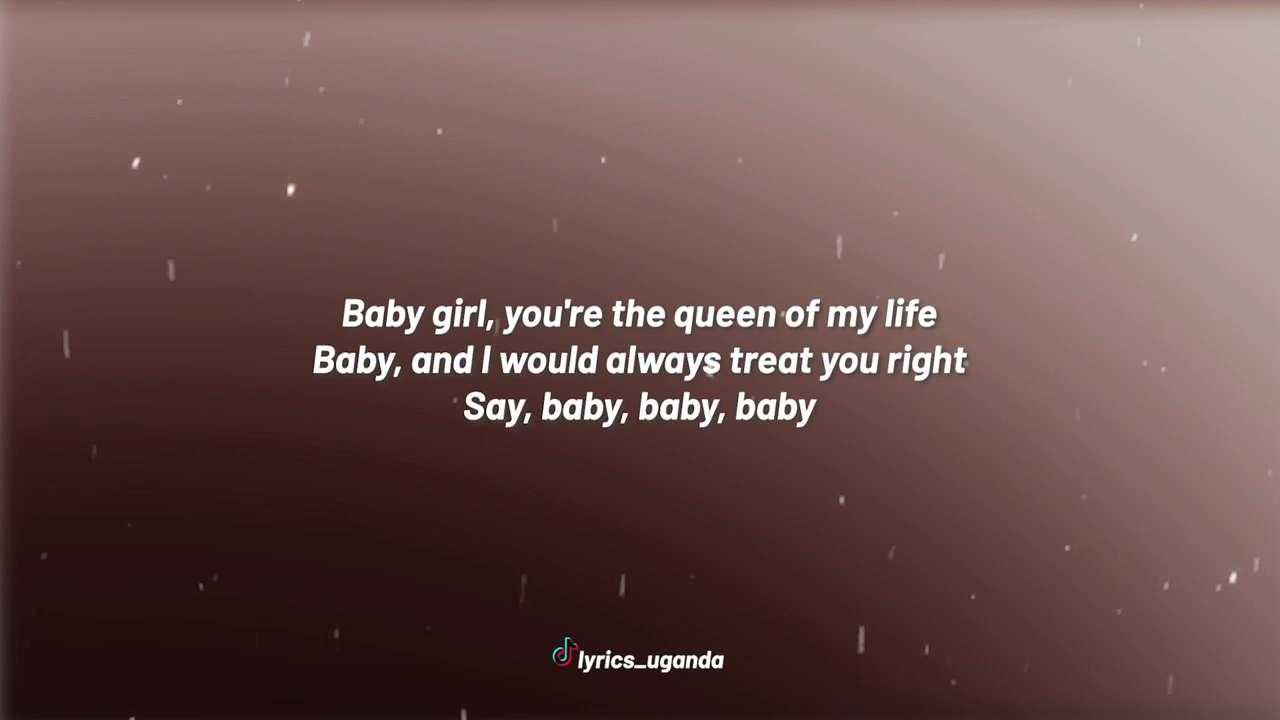 Baby girl, you're the queen of my life
Baby, and I would always treat you right
Say, baby, baby, baby
lyrics_uganda